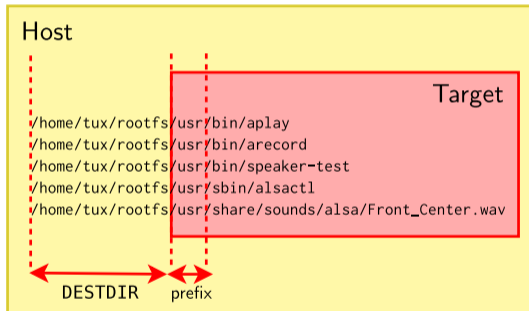 Host
Target
/home/tux/rootfs/usr/bin/aplay
/home/tux/rootfs/usr/bin/arecord
/home/tux/rootfs/usr/bin/speaker-test
/home/tux/rootfs/usr/sbin/alsactl
/home/tux/rootfs/usr/share/sounds/alsa/Front_Center.wav
DESTDIR prefix